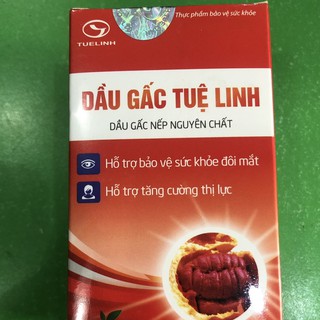 Thực phẩm bảo vệ sức khỏe
TUELINH
DẦU GẤC TUỆ LINH
DẦU GẤC NẾP NGUYÊN CHẤT
Hỗ trợ bảo vệ sức khỏe đôi mắt
Hỗ trợ tăng cường thị lực